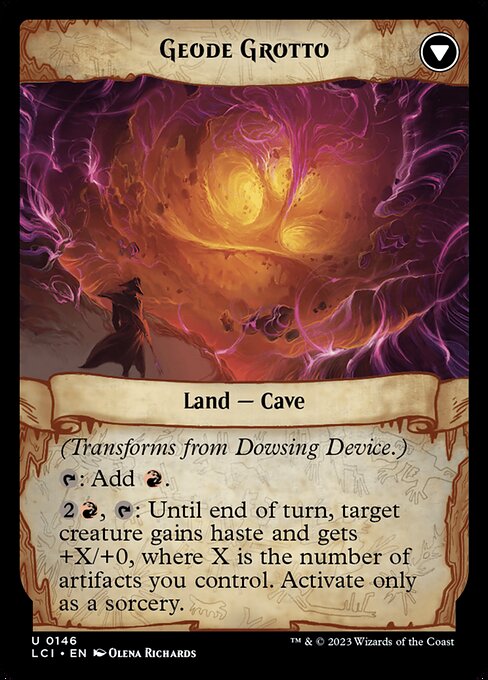 Geode Grotto
Land — Cave
(Transforms from Dowsing Device.)
: Add .
2, : Until end of turn, target
creature gains haste and gets
+X/+0, where X is the number of
artifacts you control. Activate only
as a sorcery.
U 0146
LCI • EN Olena Richards
™ & © 2023 Wizards of the Coast